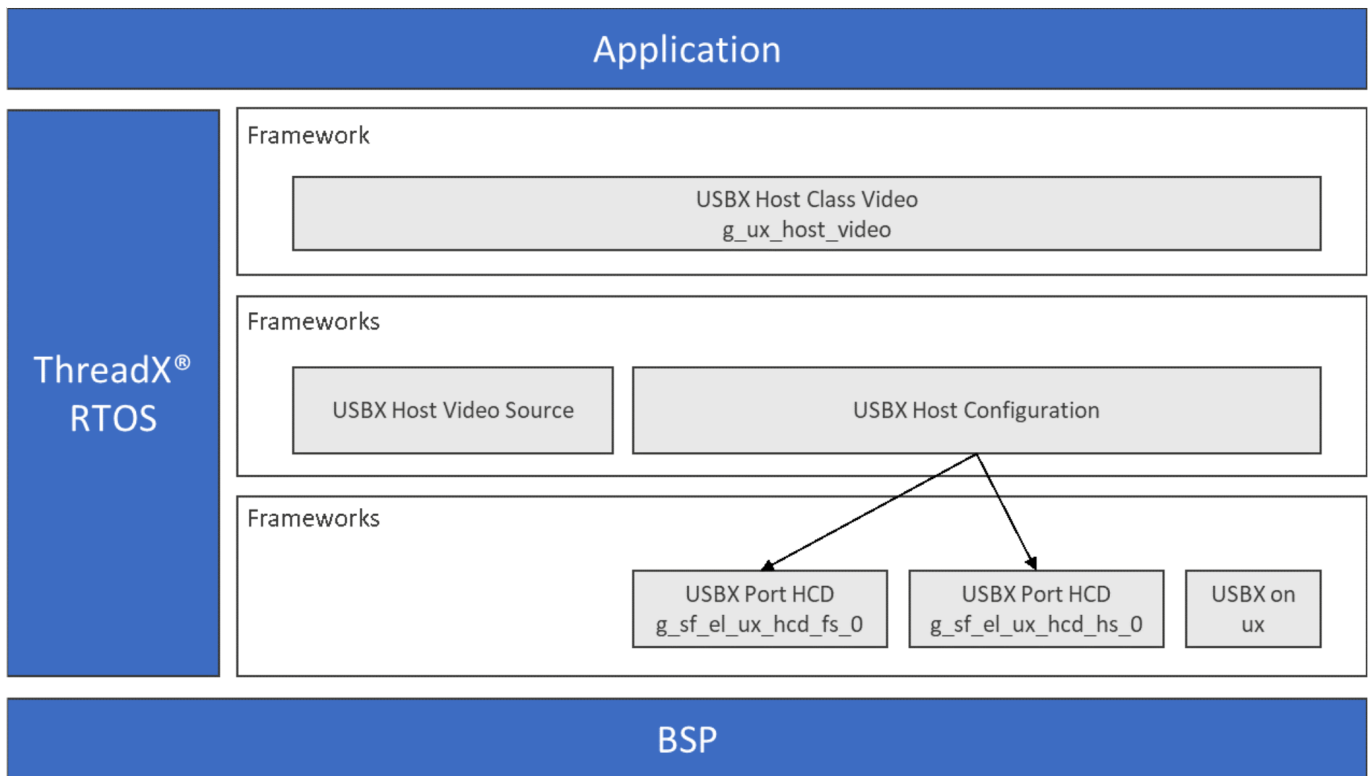 Application
ThreadX®
RTOS
Framework
USBX Host Class Video
g_ux_host_video
Frameworks
USBX Host Video Source
USBX Host Configuration
Frameworks
USBX Port HCD
g_sf_el_ux_hcd_fs_0
USBX Port HCD
g_sf_el_ux_hcd_hs_0
USBX on
ux
BSP